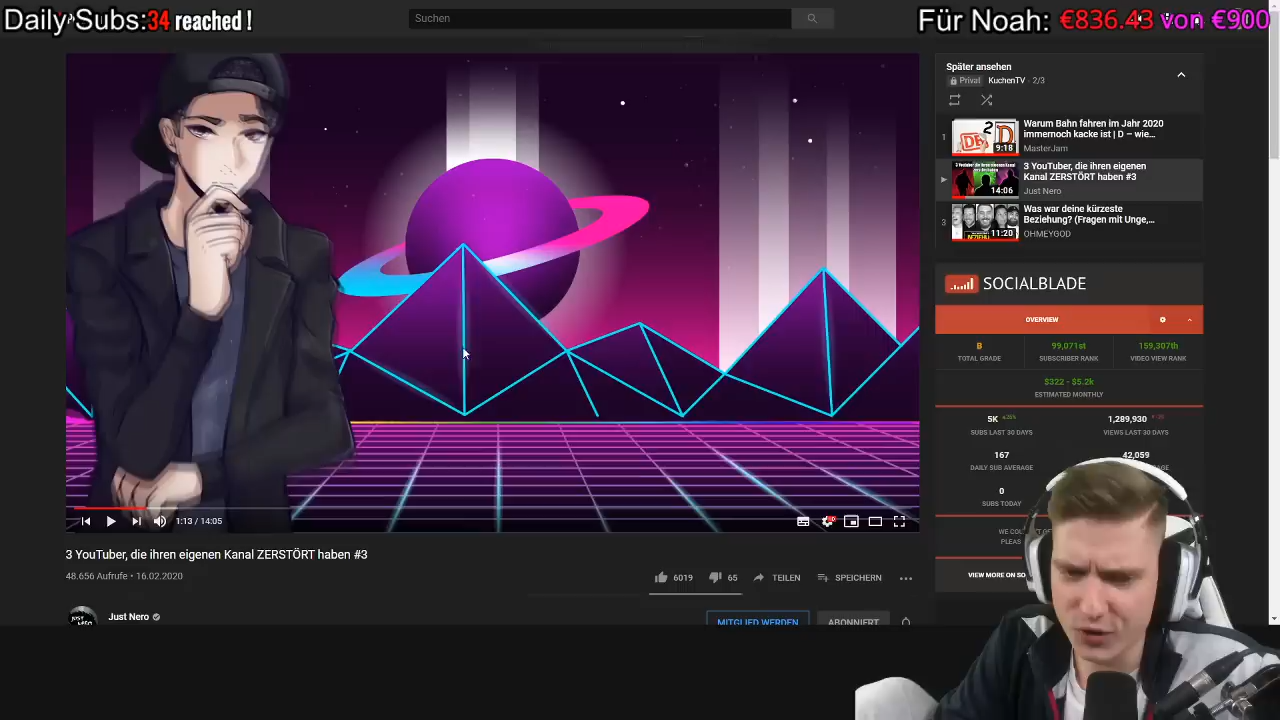 Daily Subs:34 reached !
Suchen
Für Noah: €836.43 von €900
Später ansehen
Privat KuchenTV - 2/3
1
Warum Bahn fahren im Jahr 2020
immernoch kacke ist | D – wie...
MasterJam
9:18
3 YouTuber, die ihren eigenen
Kanal ZERSTÖRT haben #3
Just Nero
14:06
3
Was war deine kürzeste
Beziehung? (Fragen mit Unge,...
OHMEYGOD
11:20
SOCIALBLADE
OVERVIEW
B
TOTAL GRADE
99,071st
SUBSCRIBER RANK
159,307th
VIDEO VIEW RANK
$322 - $5.2k
ESTIMATED MONTHLY
5K
SUBS LAST 30 DAYS
1,289,930
VIEWS LAST 30 DAYS
167
DAILY SUB AVERAGE
42,059
0
SUBS TODAY
PLEAS
VIEW MORE ON SO
1:13 / 14:05
3 YouTuber, die ihren eigenen Kanal ZERSTÖRT haben #3
48.656 Aufrufe • 16.02.2020
6019
65
TEILEN
SPEICHERN
Just Nero
MITGLIED WERDEN
ABONNIERT